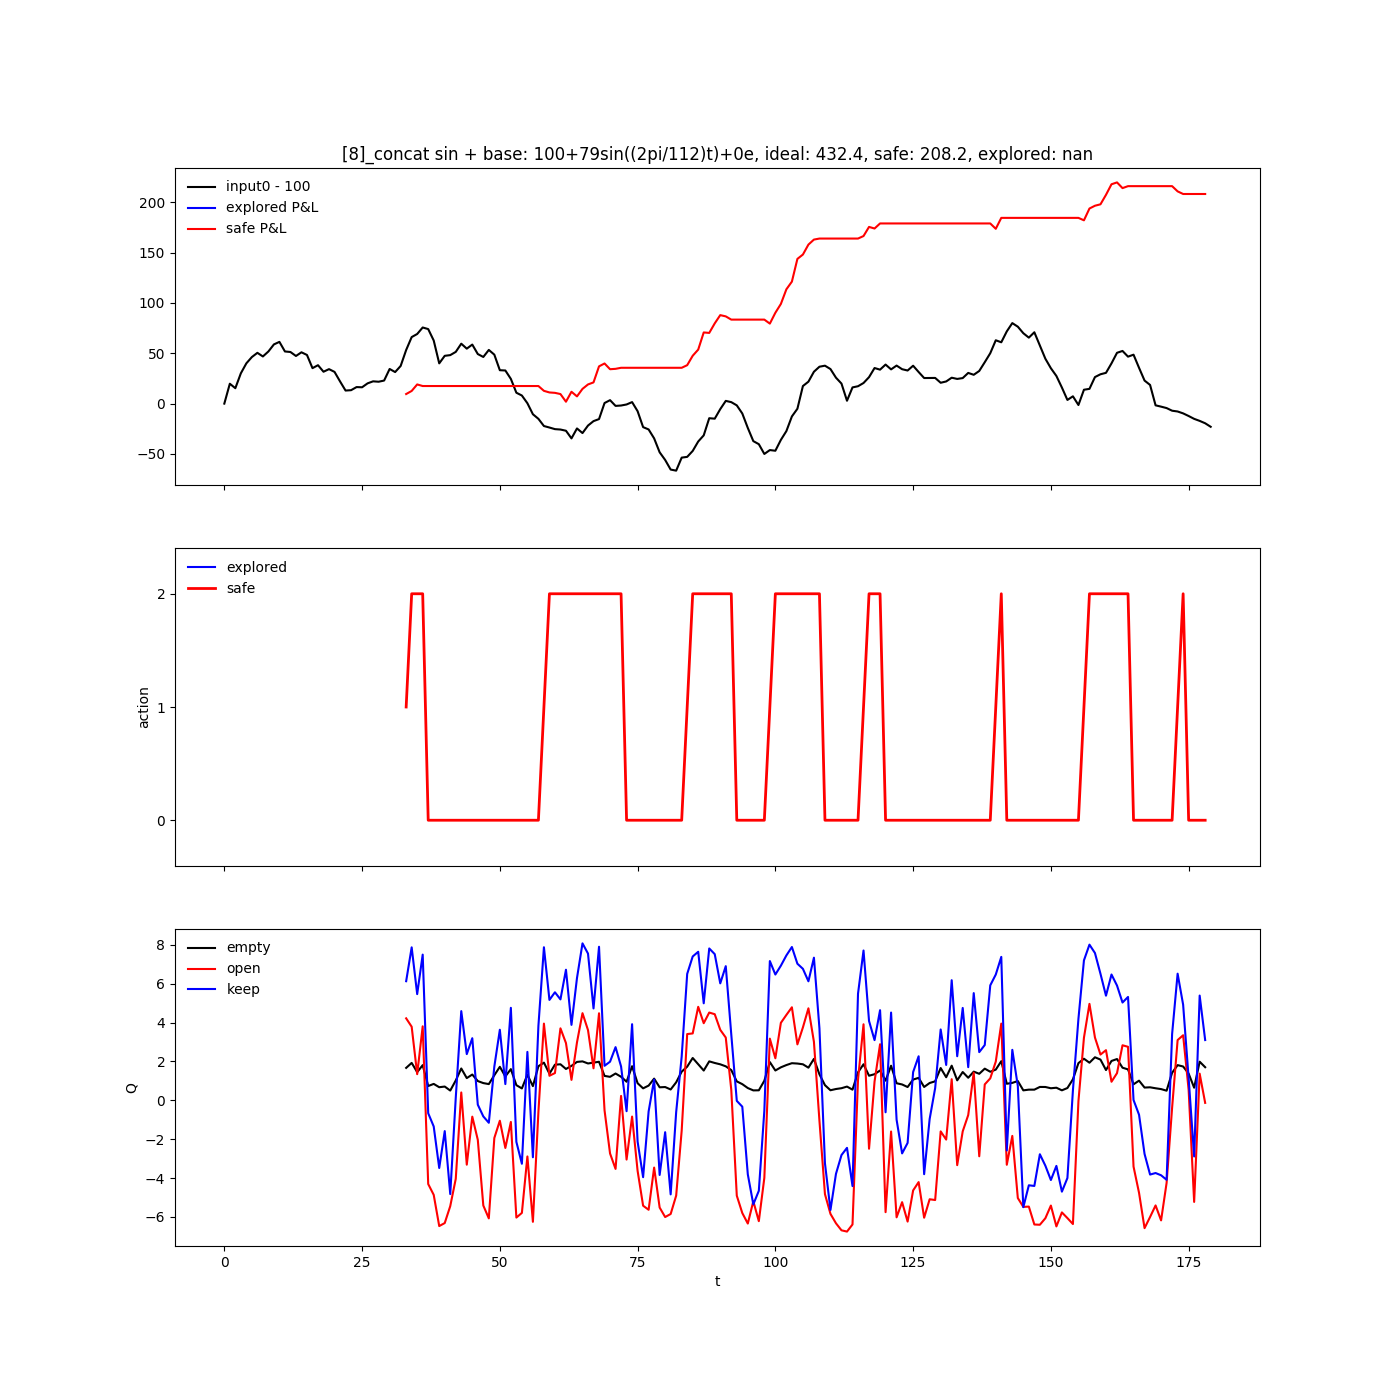 [8]_concat sin + base: 100+79sin((2pi/112)t)+0e, ideal: 432.4, safe: 208.2, explored: nan
input0 - 100
explored P&L
safe P&L
200
150
100
50
0
−50
explored
safe
2
1
0
action
empty
open
keep
8
6
4
2
0
−2
−4
−6
Q
0 25 50 75 100 125 150 175
t